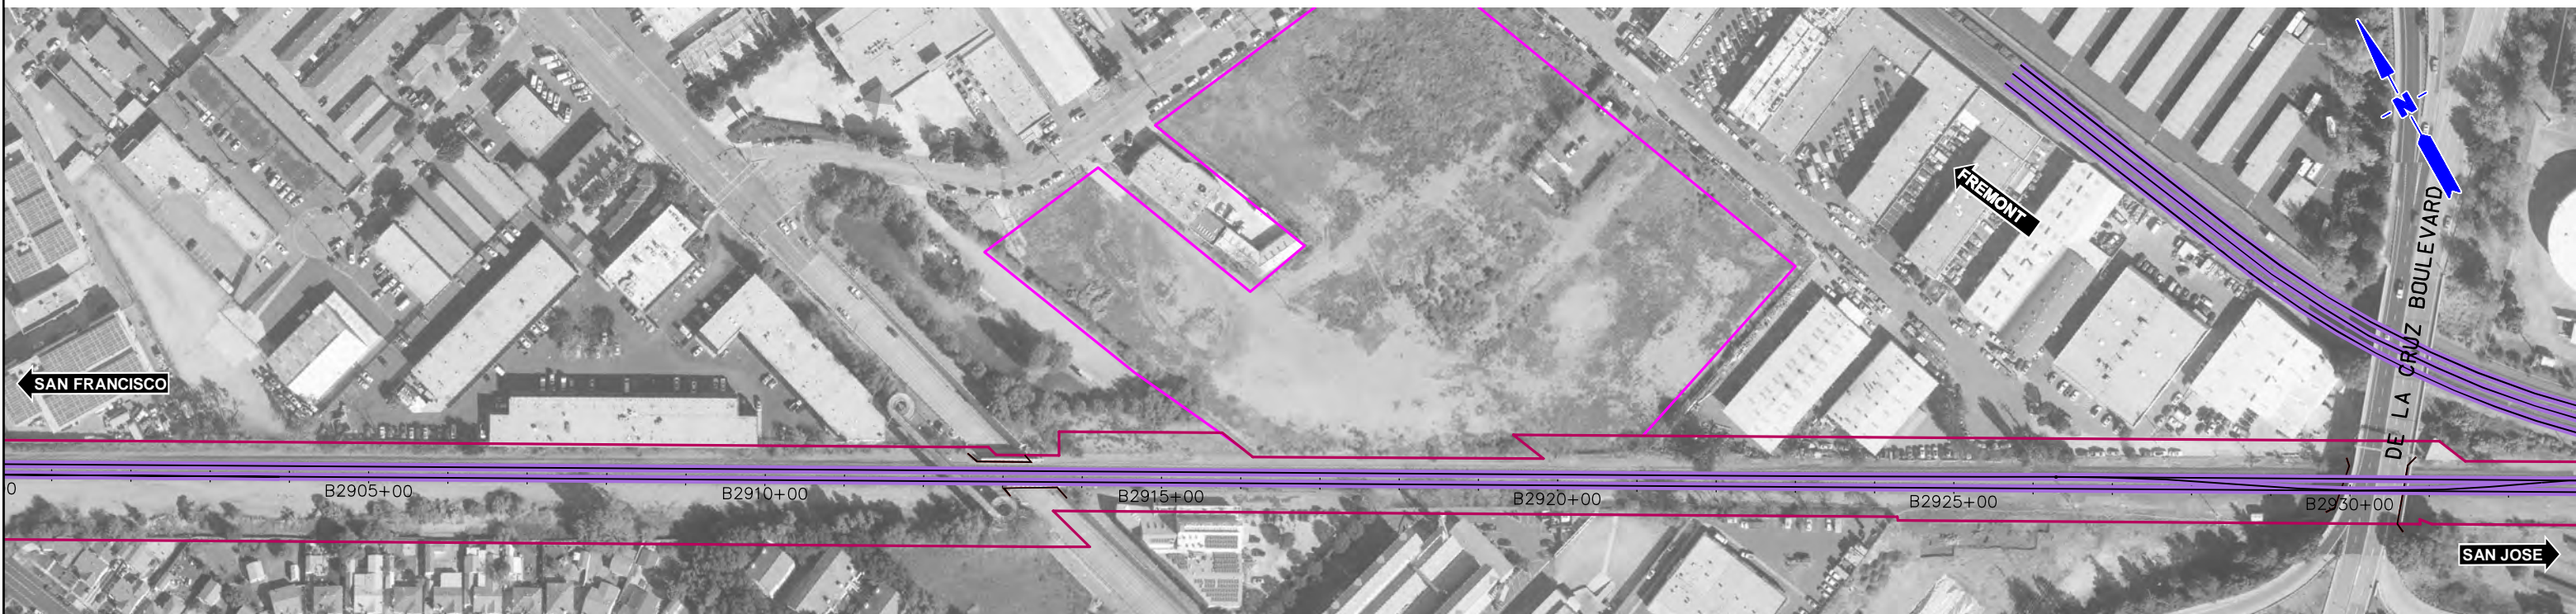 N
FREMONT
DE LA CRUZ BOULEVARD
SAN FRANCISCO
0
B2905+00
B2910+00
B2915+00
B2920+00
B2925+00
B2930+00
SAN JOSE